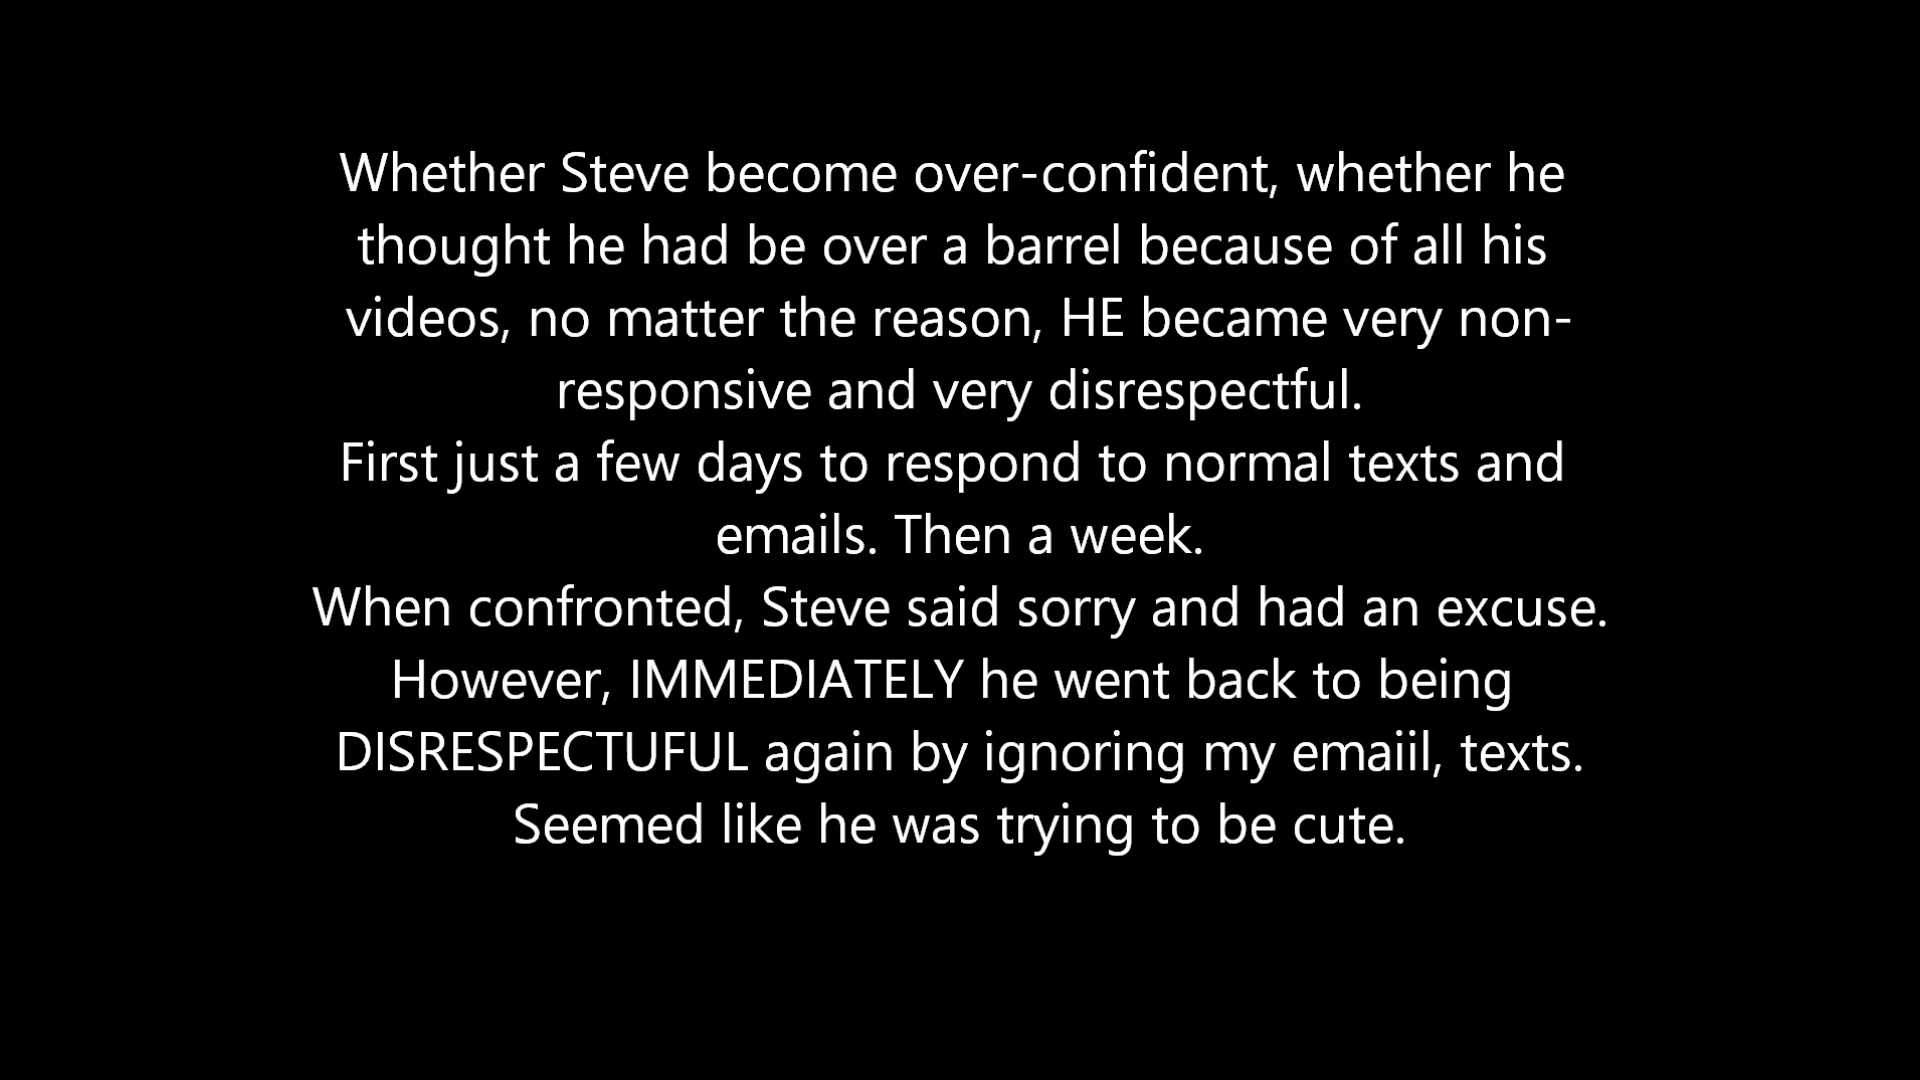 Whether Steve become over-confident, whether he
thought he had be over a barrel because of all his
videos, no matter the reason, HE became very non-
responsive and very disrespectful.
First just a few days to respond to normal texts and
emails. Then a week.
When confronted, Steve said sorry and had an excuse.
However, IMMEDIATELY he went back to being
DISRESPECTUFUL again by ignoring my emaiil, texts.
Seemed like he was trying to be cute.